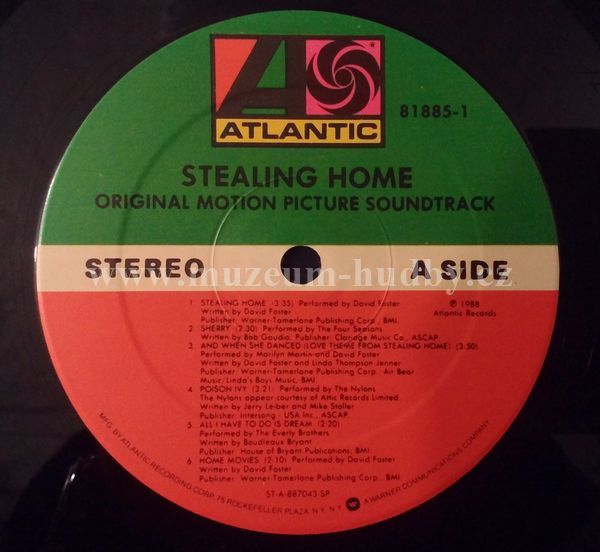 ATLANTIC
81885-1
STEALING HOME
ORIGINAL MOTION PICTURE SOUNDTRACK
STEREO
A SIDE
www.muzeum-hudby.cz
℗ 1988
Atlantic Records
1 STEALING HOME (3:35) Performed by David Foster
Written by David Foster
Publisher: Warner-Tamerlane Publishing Corp., BMI.
2 SHERRY (2:30) Performed by The Four Seasons
Written by Bob Gaudio. Publisher: Claridge Music Co., ASCAP
3 AND WHEN SHE DANCED (LOVE THEME FROM STEALING HOME) (3:50)
Performed by Marilyn Martin and David Foster
Written by David Foster and Linda Thompson-Jenner
Publisher: Warner-Tamerlane Publishing Corp. Air Bear
Music/Linda's Boys Music, BMI.
4 POISON IVY (3:21) Performed by The Nylons
The Nylons appear courtesy of Attic Records Limited
Written by Jerry Leiber and Mike Stoller
Publisher: Intersong - USA Inc., ASCAP
5 ALL I HAVE TO DO IS DREAM (2:20)
Performed by The Everly Brothers
Written by Boudleaux Bryant
Publisher: House of Bryant Publications, BMI
6 HOME MOVIES (2:10) Performed by David Foster
Written by David Foster
Publisher: Warner-Tamerlane Publishing Corp., BMI
ST-A-887043 SP
MFG. BY ATLANTIC RECORDING CORP. 75 ROCKEFELLER PLAZA, N.Y., N.Y. A WARNER COMMUNICATIONS COMPANY